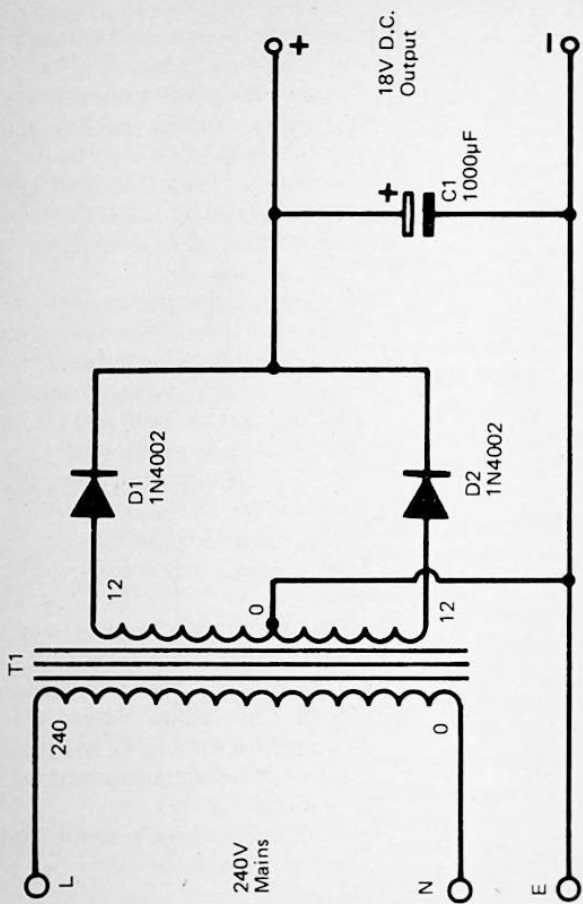 T1
L
240
240V
Mains
N
0
E
12
0
12
D1
1N4002
D2
1N4002
+
C1
1000µF
+
18V D.C.
Output
−